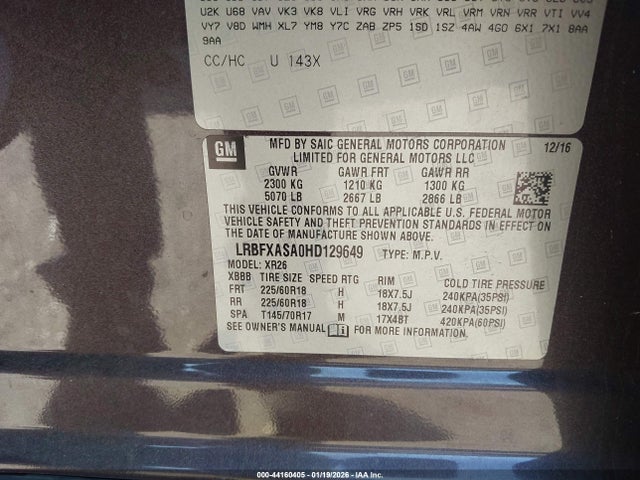 U2K U68 VAV VK3 VK8 VLI VRG VRH VRK VRL VRM VRN VRR VTI VV4
VY7 V8D WMH XL7 YM8 Y7C ZAB ZP5 1SD 1SZ 4AW 4GO 6X1 7X1 8AA
9AA
CC/HC U 143X
GM
MFD BY SAIC GENERAL MOTORS CORPORATION 12/16
LIMITED FOR GENERAL MOTORS LLC
GVWR GAWR FRT GAWR RR
2300 KG 1210 KG 1300 KG
5070 LB 2667 LB 2866 LB
THIS VEHICLE CONFORMS TO ALL APPLICABLE U.S. FEDERAL MOTOR
VEHICLE SAFETY AND THEFT PREVENTION STANDARDS IN EFFECT ON
THE DATE OF MANUFACTURE SHOWN ABOVE.
LRBFXASA0HD129649 TYPE: M.P.V.
MODEL: XR26
XBBB TIRE SIZE SPEED RTG RIM COLD TIRE PRESSURE
FRT 225/60R18 H 18X7.5J 240KPA(35PSI)
RR 225/60R18 H 18X7.5J 240KPA(35PSI)
SPA T145/70R17 M 17X4BT 420KPA(60PSI)
SEE OWNER'S MANUAL FOR MORE INFORMATION.
000-44160405 - 01/19/2026 - IAA Inc.